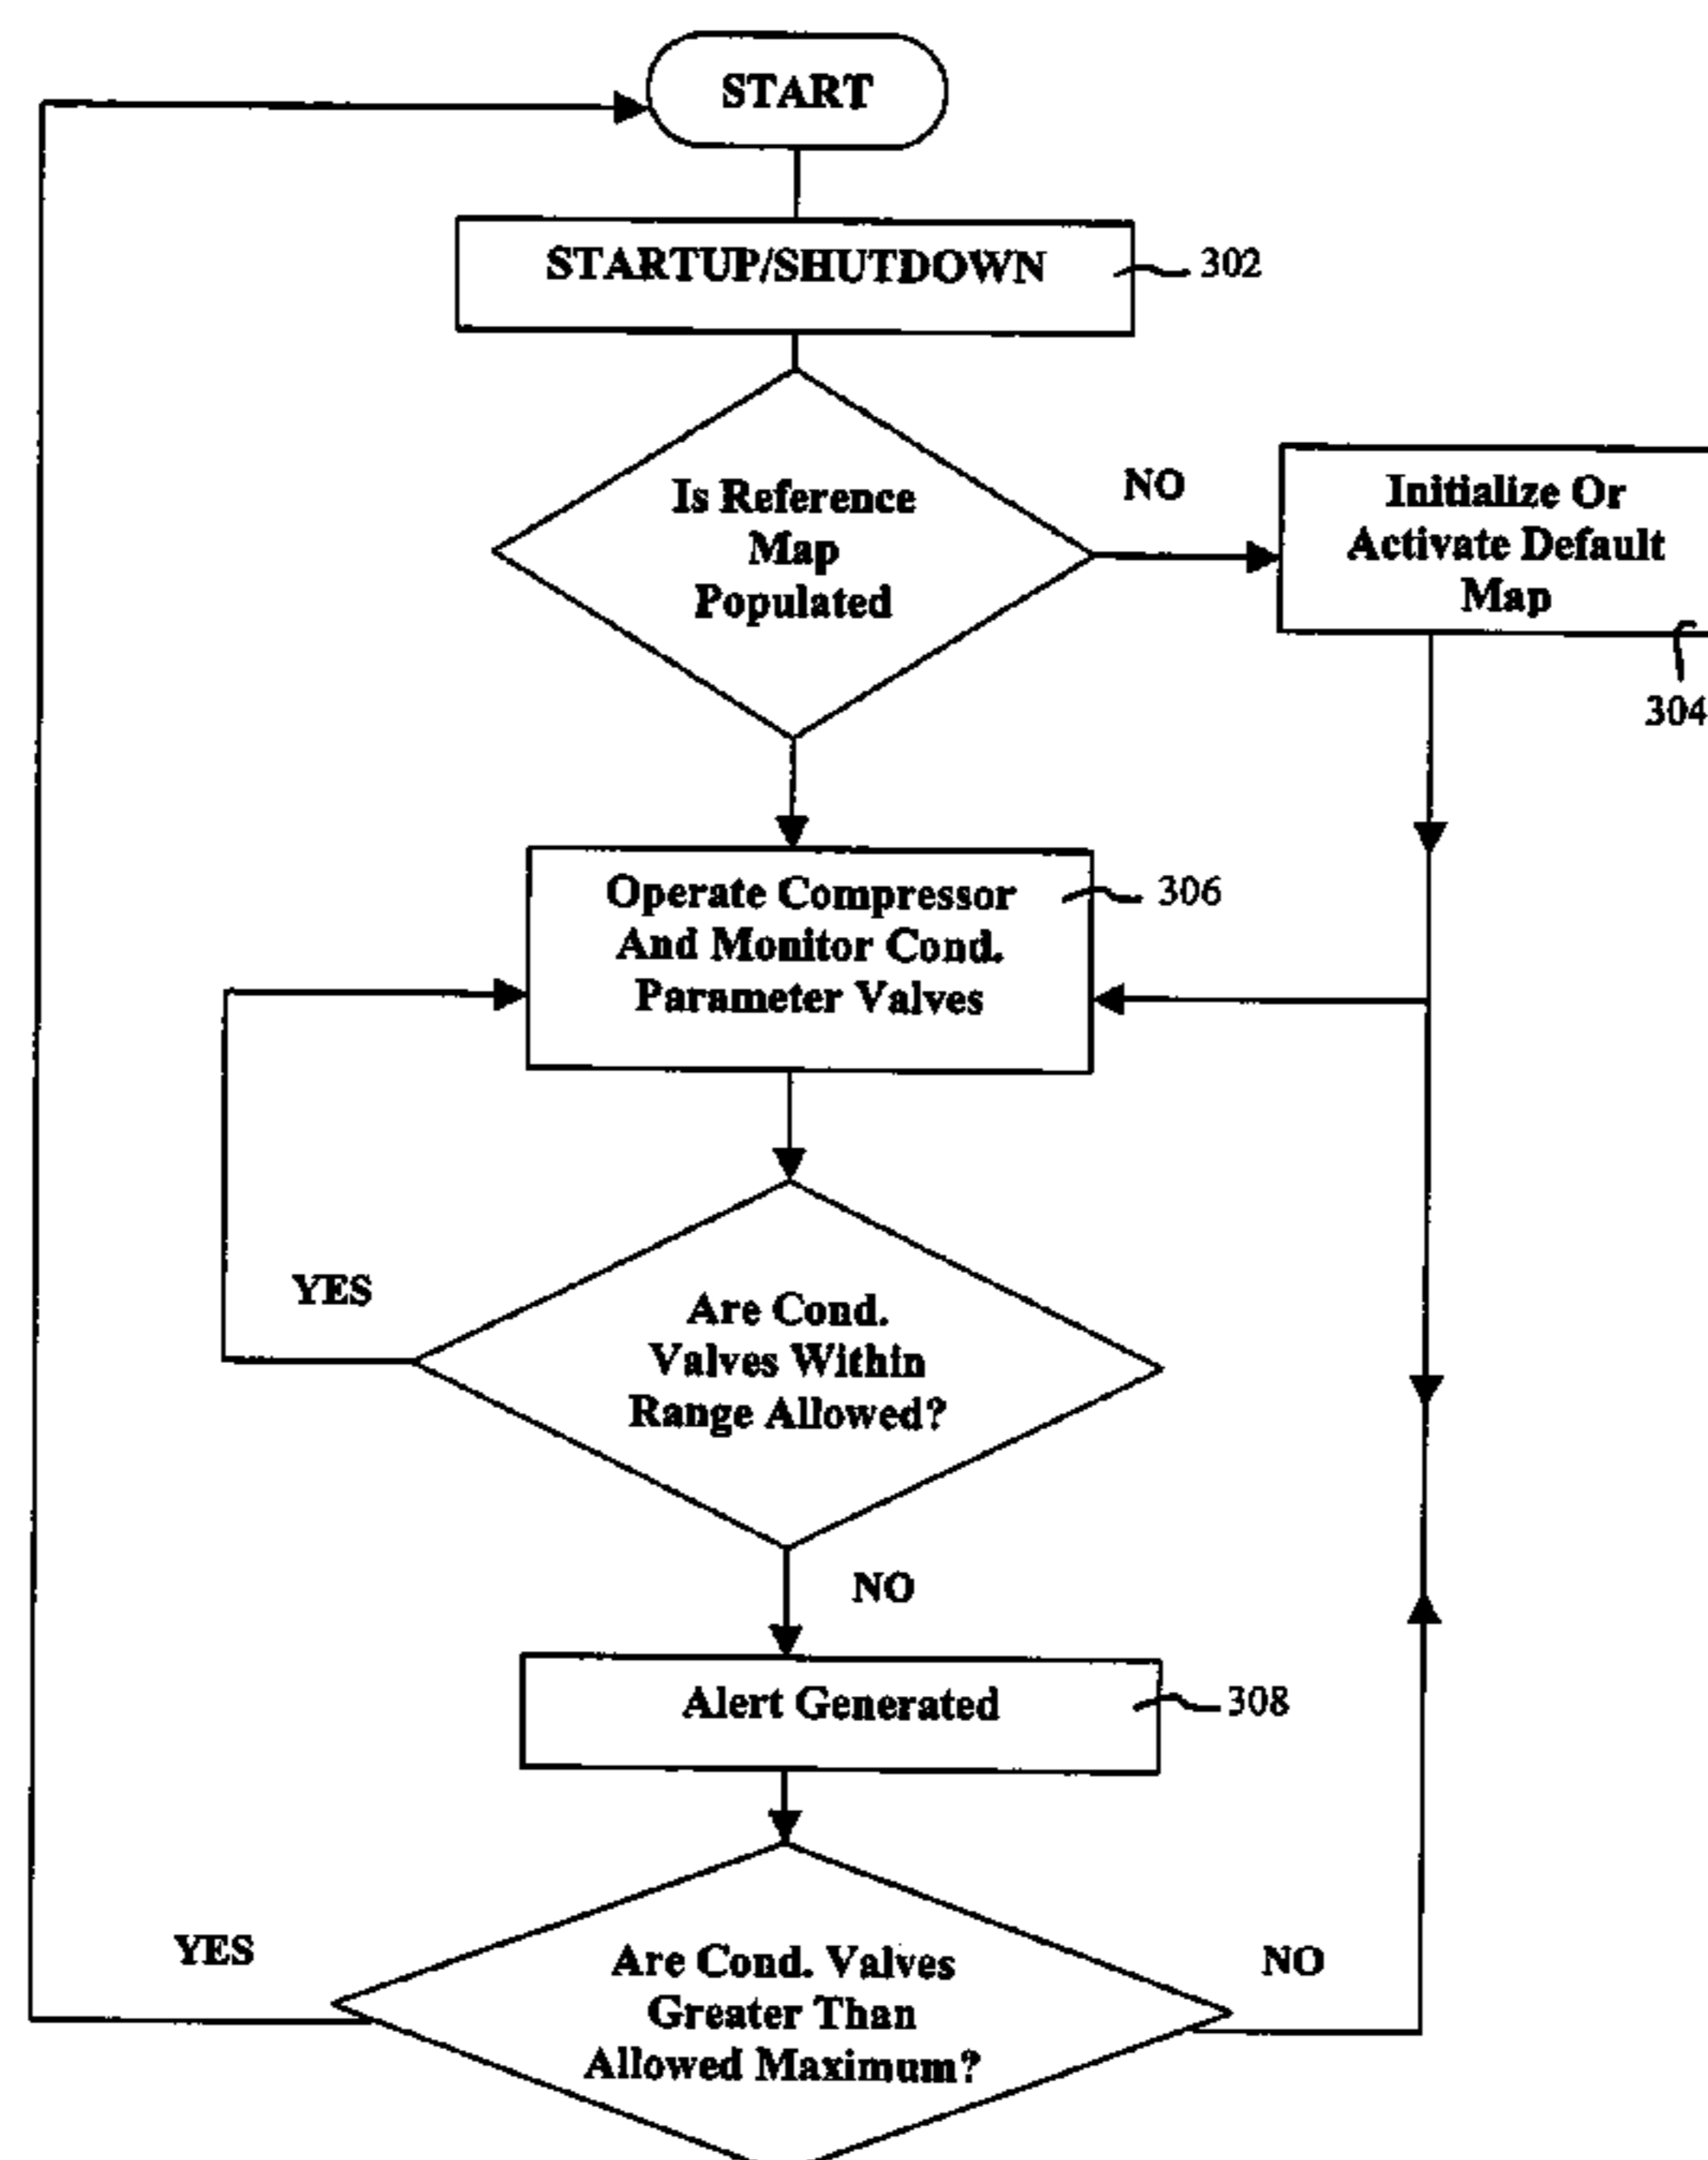 START
STARTUP/SHUTDOWN
302
Is Reference
Map
Populated
NO
Initialize Or
Activate Default
Map
304
Operate Compressor
And Monitor Cond.
Parameter Valves
306
YES
Are Cond.
Valves Within
Range Allowed?
NO
Alert Generated
308
YES
Are Cond. Valves
Greater Than
Allowed Maximum?
NO